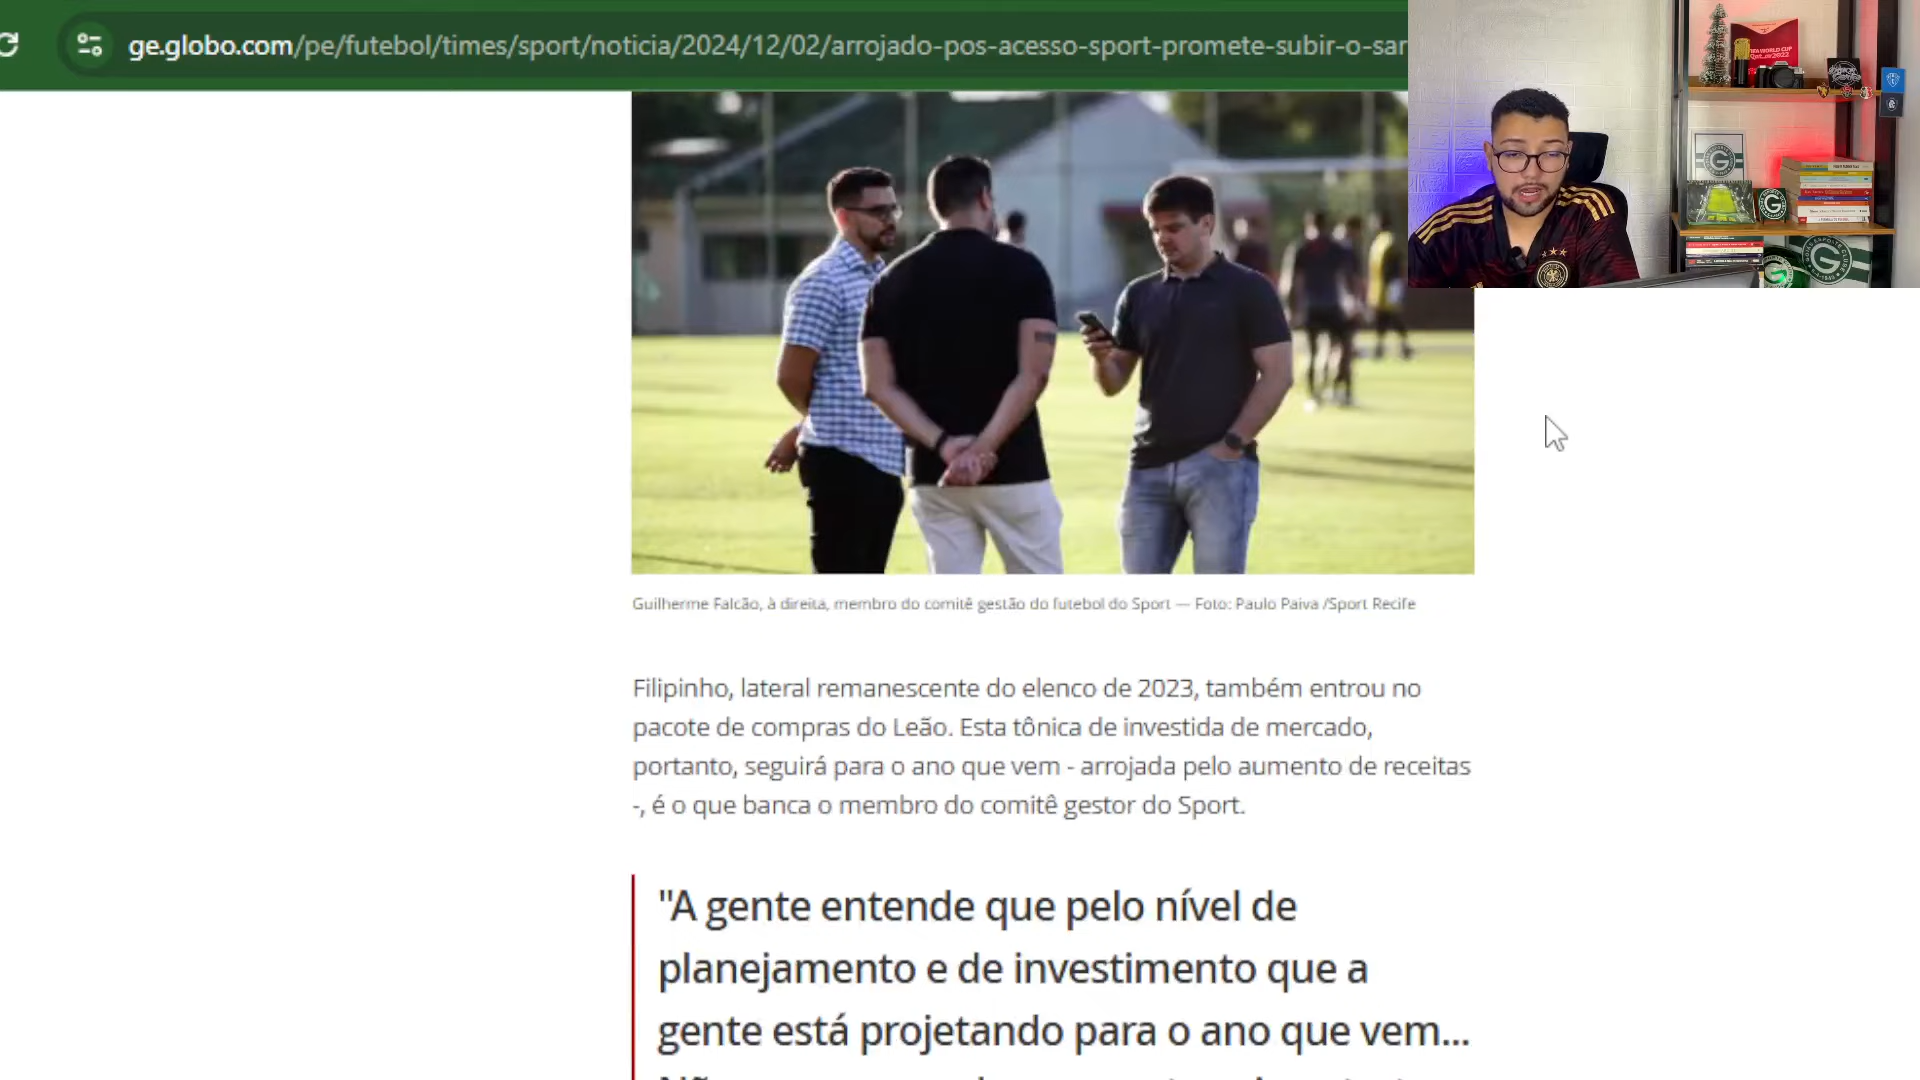 ge.globo.com/pe/futebol/times/sport/noticia/2024/12/02/arrojado-pos-acesso-sport-promete-subir-o-sar
FIFA WORLD CUP
Guilherme Falcão, à direita, membro do comitê gestão do futebol do Sport — Foto: Paulo Paiva /Sport Recife
Filipinho, lateral remanescente do elenco de 2023, também entrou no
pacote de compras do Leão. Esta tônica de investida de mercado,
portanto, seguirá para o ano que vem - arrojada pelo aumento de receitas
-, é o que banca o membro do comitê gestor do Sport.
"A gente entende que pelo nível de
planejamento e de investimento que a
gente está projetando para o ano que vem...